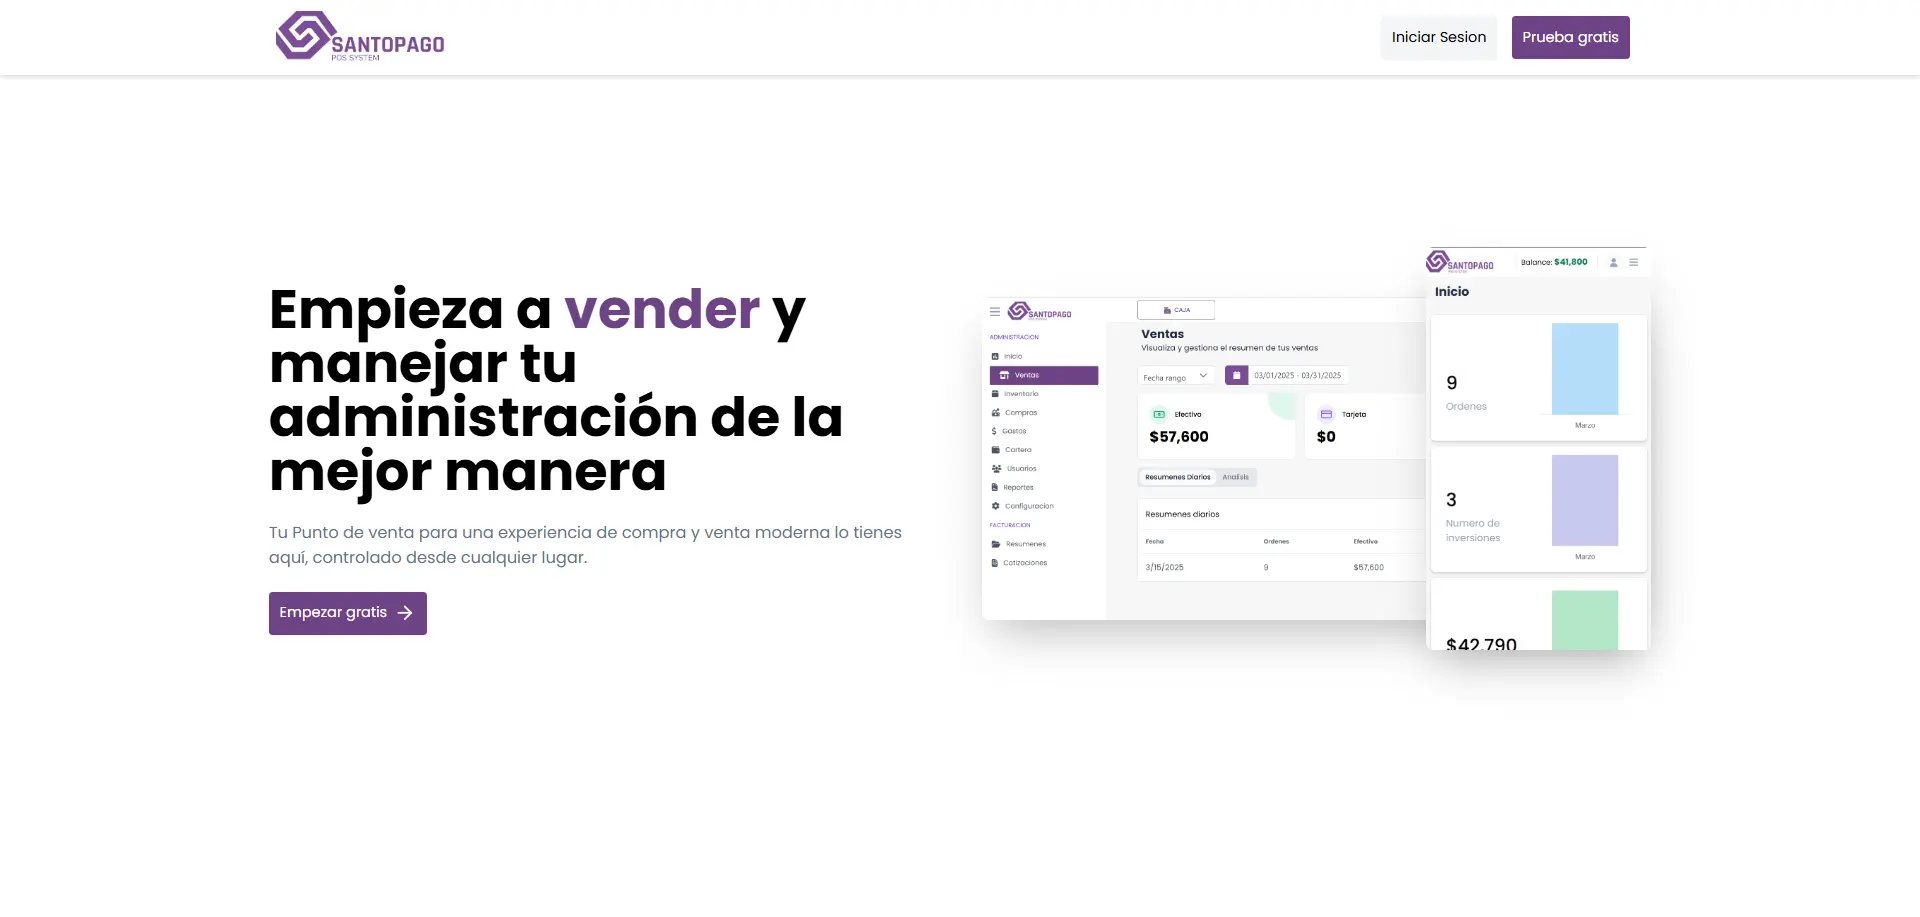 SANTOPAGO
POS SYSTEM
Iniciar Sesion
Prueba gratis
Empieza a vender y
manejar tu
administración de la
mejor manera
Tu Punto de venta para una experiencia de compra y venta moderna lo tienes
aquí, controlado desde cualquier lugar.
Empezar gratis
SANTOPAGO
CAJA
ADMINISTRACION
Inicio
Ventas
Inventario
Compras
Gastos
Cartera
Usuarios
Reportes
Configuracion
FACTURACION
Resumenes
Cotizaciones
Ventas
Visualiza y gestiona el resumen de tus ventas
Fecha rango
03/01/2025 - 03/31/2025
Efectivo
$57,600
Tarjeta
$0
Resumenes Diarios
Analisis
Resumenes diarios
Fecha Ordenes Efectivo
3/15/2025 9 $57,600
SANTOPAGO
Balance: $41,800
Inicio
9
Ordenes
Marzo
3
Numero de
inversiones
Marzo
$42,790